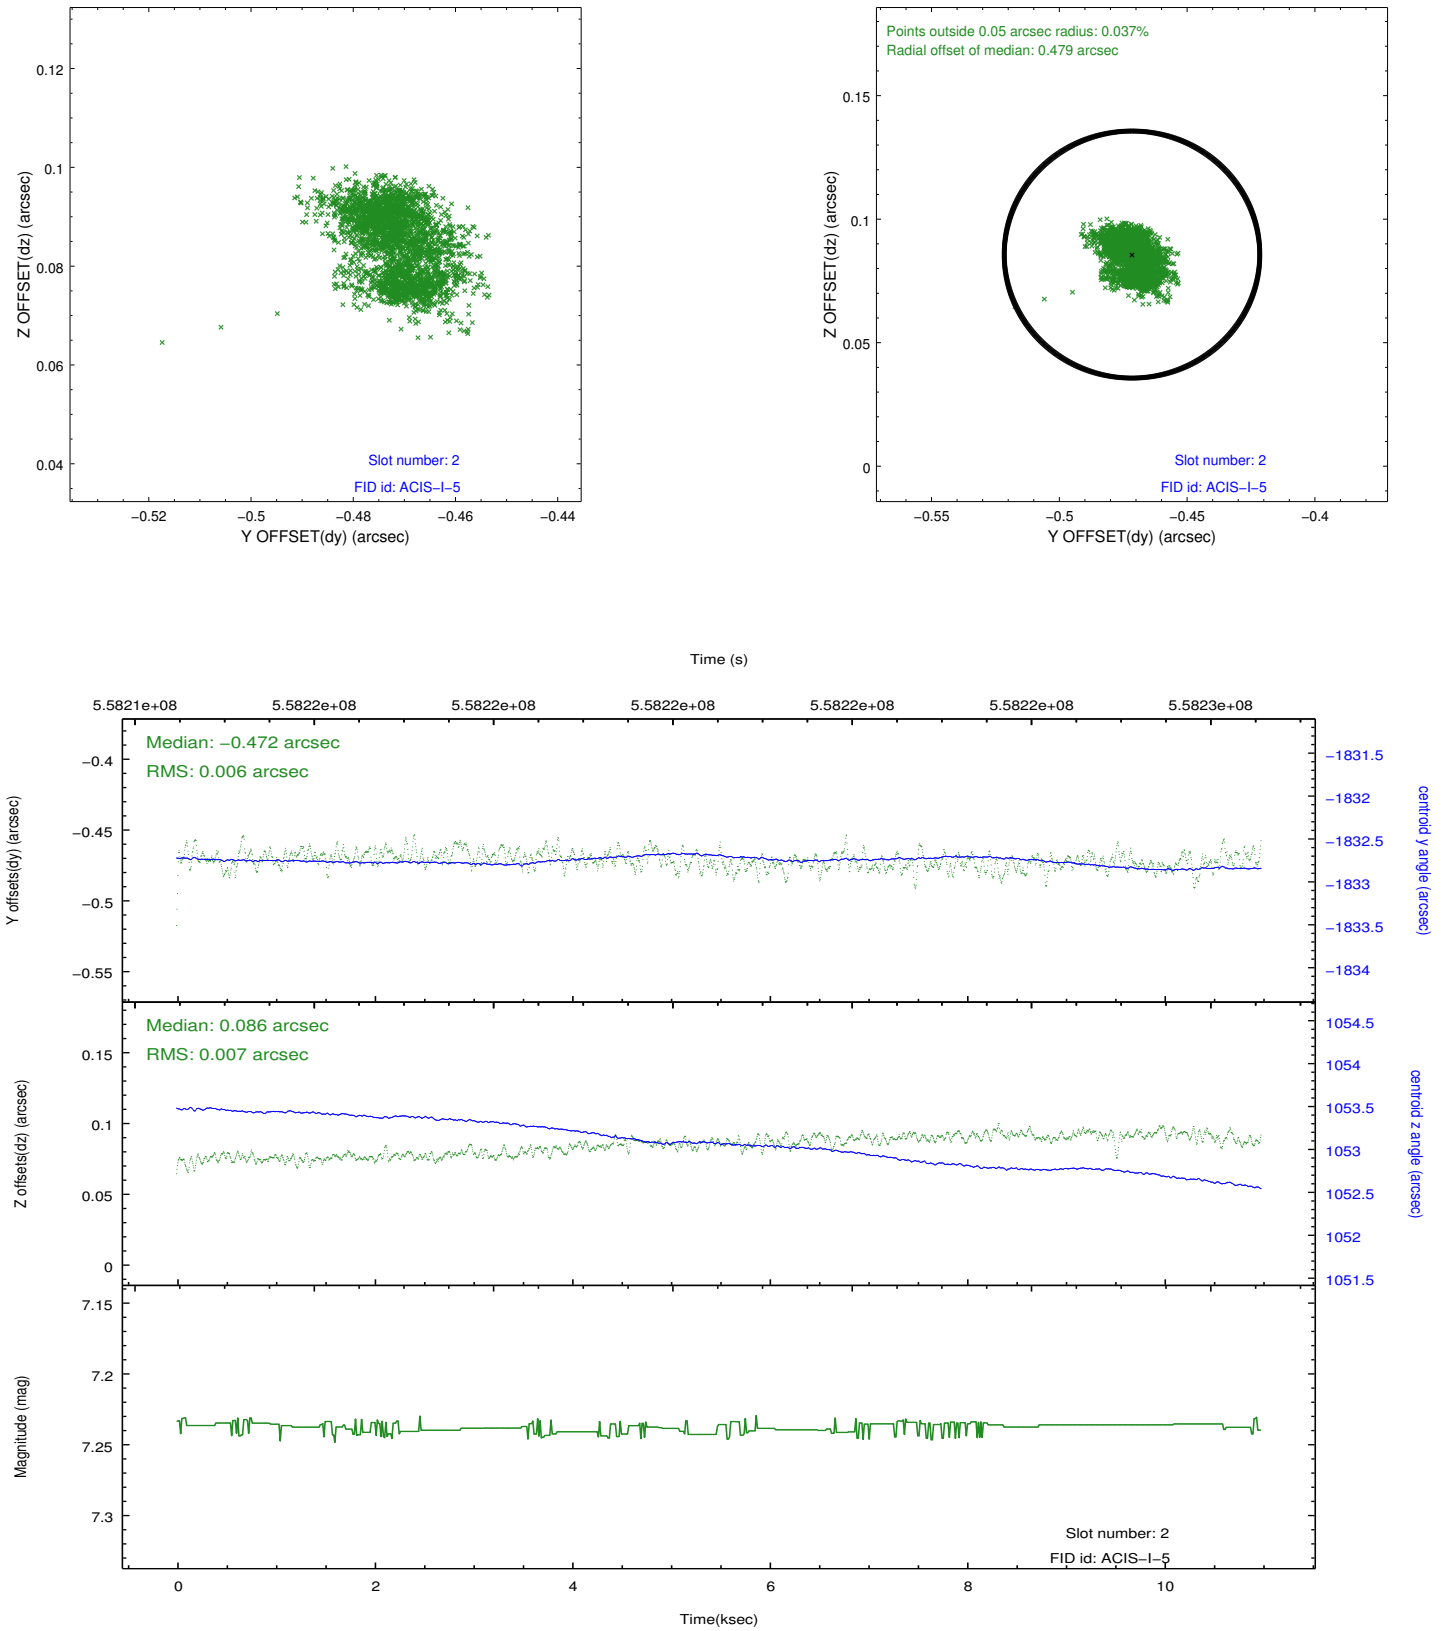 0.12
0.1
0.08
0.06
0.04
Z OFFSET(dz) (arcsec)
Slot number: 2
FID id: ACIS−I−5
−0.52 −0.5 −0.48 −0.46 −0.44
Y OFFSET(dy) (arcsec)
Points outside 0.05 arcsec radius: 0.037%
Radial offset of median: 0.479 arcsec
0.15
0.1
0.05
0
Z OFFSET(dz) (arcsec)
Slot number: 2
FID id: ACIS−I−5
−0.55 −0.5 −0.45 −0.4
Y OFFSET(dy) (arcsec)
Time (s)
5.5821e+08 5.5822e+08 5.5822e+08 5.5822e+08 5.5822e+08 5.5822e+08 5.5823e+08
Median: −0.472 arcsec
RMS: 0.006 arcsec
−0.4
−0.45
−0.5
−0.55
Y offsets(dy) (arcsec)
−1831.5
−1832
−1832.5
−1833
−1833.5
−1834
centroid y angle (arcsec)
Median: 0.086 arcsec
RMS: 0.007 arcsec
0.15
0.1
0.05
0
Z offsets(dz) (arcsec)
1054.5
1054
1053.5
1053
1052.5
1052
1051.5
centroid z angle (arcsec)
7.15
7.2
7.25
7.3
Magnitude (mag)
Slot number: 2
FID id: ACIS−I−5
0 2 4 6 8 10
Time(ksec)